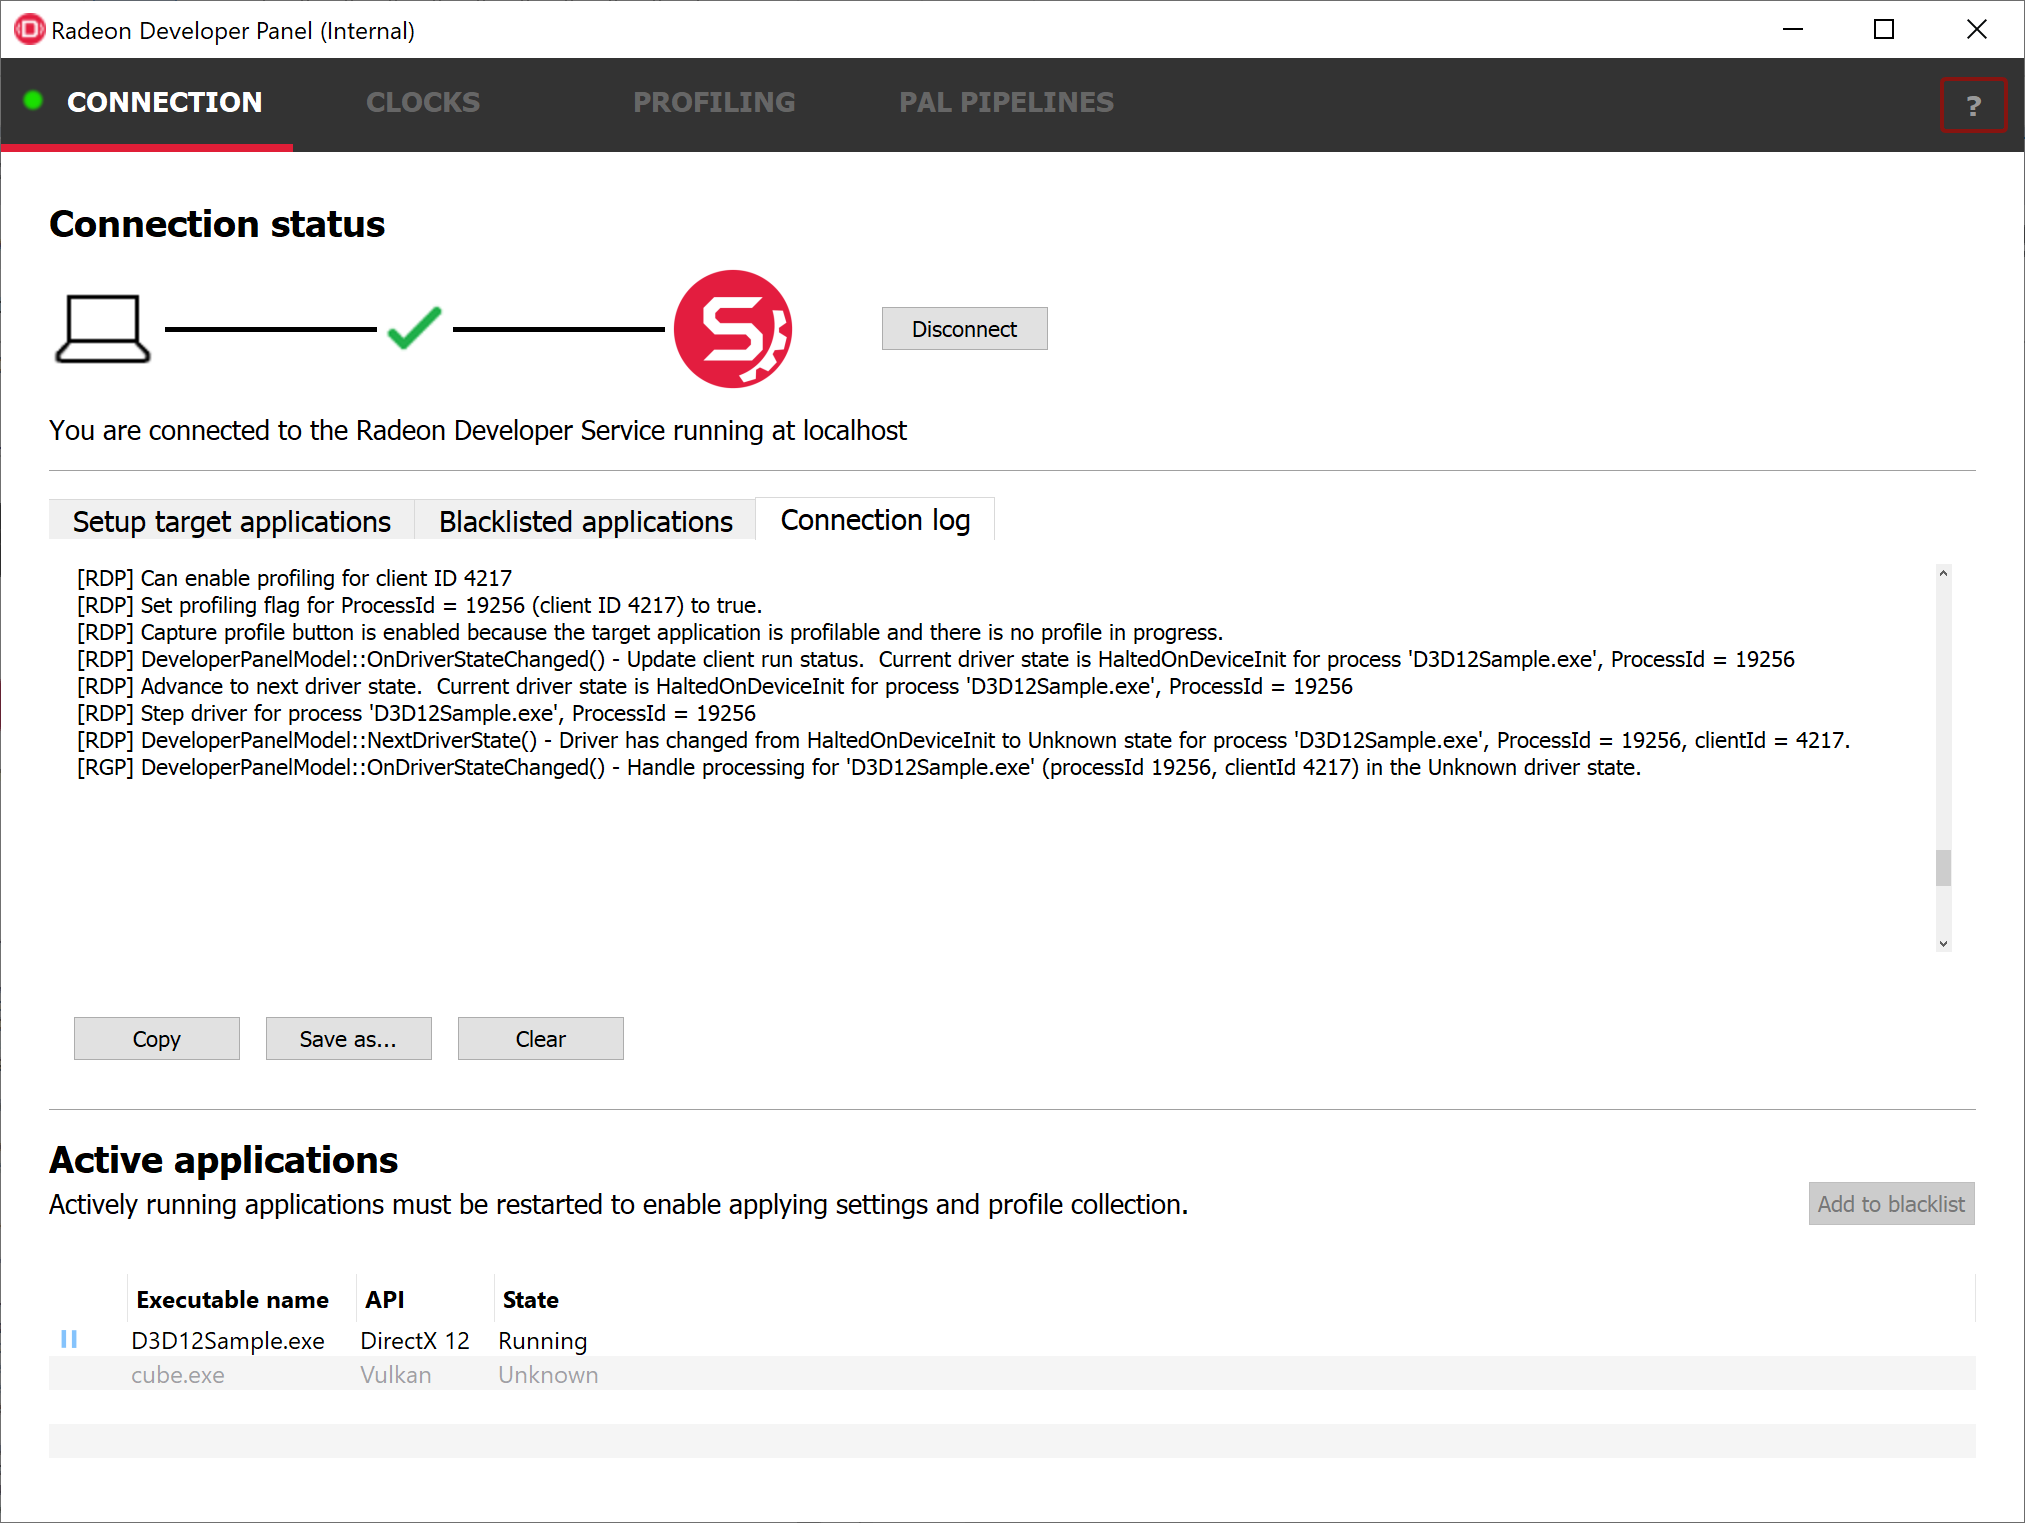 Radeon Developer Panel (Internal)
CONNECTION CLOCKS PROFILING PAL PIPELINES ?
Connection status
Disconnect
You are connected to the Radeon Developer Service running at localhost
Setup target applications Blacklisted applications Connection log
[RDP] Can enable profiling for client ID 4217
[RDP] Set profiling flag for ProcessId = 19256 (client ID 4217) to true.
[RDP] Capture profile button is enabled because the target application is profilable and there is no profile in progress.
[RDP] DeveloperPanelModel::OnDriverStateChanged() - Update client run status.  Current driver state is HaltedOnDeviceInit for process 'D3D12Sample.exe', ProcessId = 19256
[RDP] Advance to next driver state.  Current driver state is HaltedOnDeviceInit for process 'D3D12Sample.exe', ProcessId = 19256
[RDP] Step driver for process 'D3D12Sample.exe', ProcessId = 19256
[RDP] DeveloperPanelModel::NextDriverState() - Driver has changed from HaltedOnDeviceInit to Unknown state for process 'D3D12Sample.exe', ProcessId = 19256, clientId = 4217.
[RGP] DeveloperPanelModel::OnDriverStateChanged() - Handle processing for 'D3D12Sample.exe' (processId 19256, clientId 4217) in the Unknown driver state.
Copy Save as... Clear
Active applications
Actively running applications must be restarted to enable applying settings and profile collection.
Add to blacklist
Executable name API State
D3D12Sample.exe DirectX 12 Running
cube.exe Vulkan Unknown